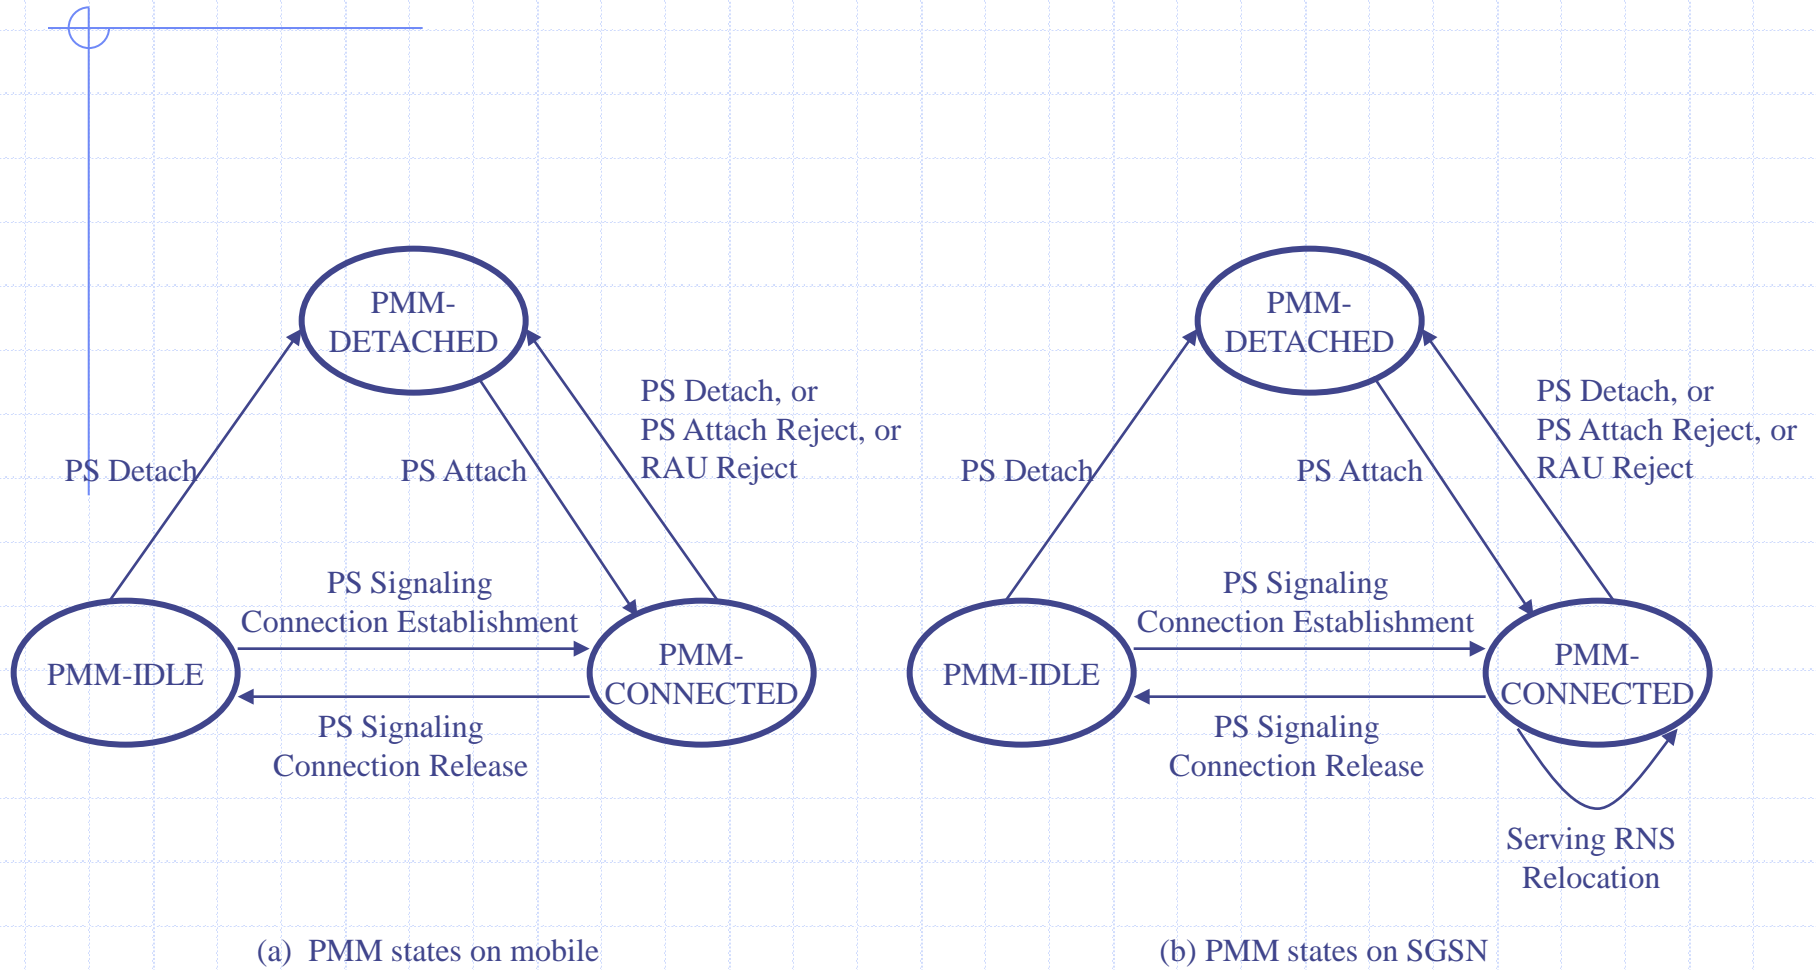 PMM-
DETACHED
PS Detach, or
PS Attach Reject, or
RAU Reject
PS Detach
PS Attach
PS Signaling
Connection Establishment
PMM-IDLE
PMM-
CONNECTED
PS Signaling
Connection Release
(a) PMM states on mobile
PMM-
DETACHED
PS Detach, or
PS Attach Reject, or
RAU Reject
PS Detach
PS Attach
PS Signaling
Connection Establishment
PMM-IDLE
PMM-
CONNECTED
PS Signaling
Connection Release
Serving RNS
Relocation
(b) PMM states on SGSN